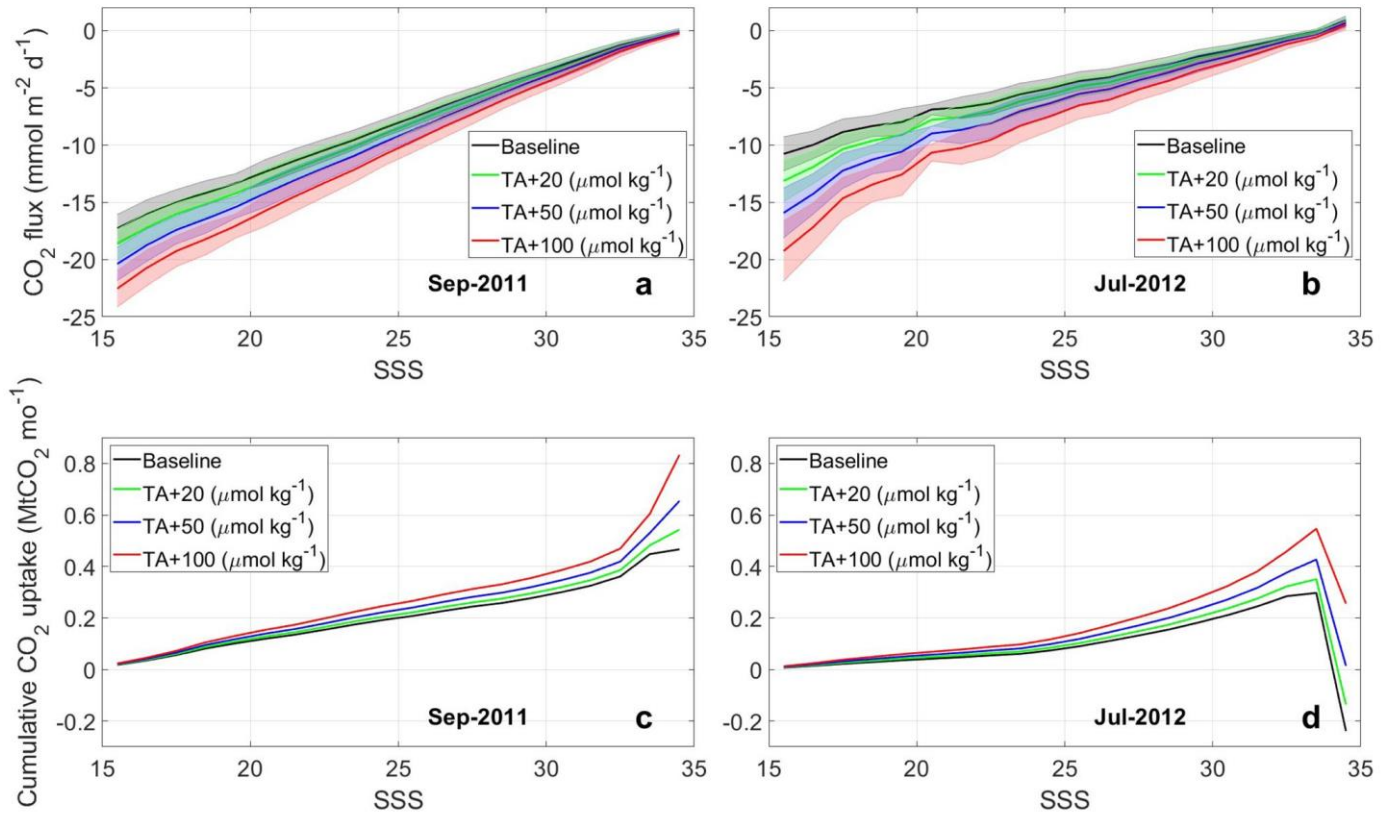 CO₂ flux (mmol m⁻² d⁻¹)
0
-5
-10
-15
-20
-25
Baseline
TA+20 (μmol kg⁻¹)
TA+50 (μmol kg⁻¹)
TA+100 (μmol kg⁻¹)
Sep-2011
a
15 20 25 30 35
SSS
0
-5
-10
-15
-20
-25
Baseline
TA+20 (μmol kg⁻¹)
TA+50 (μmol kg⁻¹)
TA+100 (μmol kg⁻¹)
Jul-2012
b
15 20 25 30 35
SSS
Cumulative CO₂ uptake (MtCO₂ mo⁻¹)
0.8
0.6
0.4
0.2
0
-0.2
Baseline
TA+20 (μmol kg⁻¹)
TA+50 (μmol kg⁻¹)
TA+100 (μmol kg⁻¹)
Sep-2011
c
15 20 25 30 35
SSS
0.8
0.6
0.4
0.2
0
-0.2
Baseline
TA+20 (μmol kg⁻¹)
TA+50 (μmol kg⁻¹)
TA+100 (μmol kg⁻¹)
Jul-2012
d
15 20 25 30 35
SSS